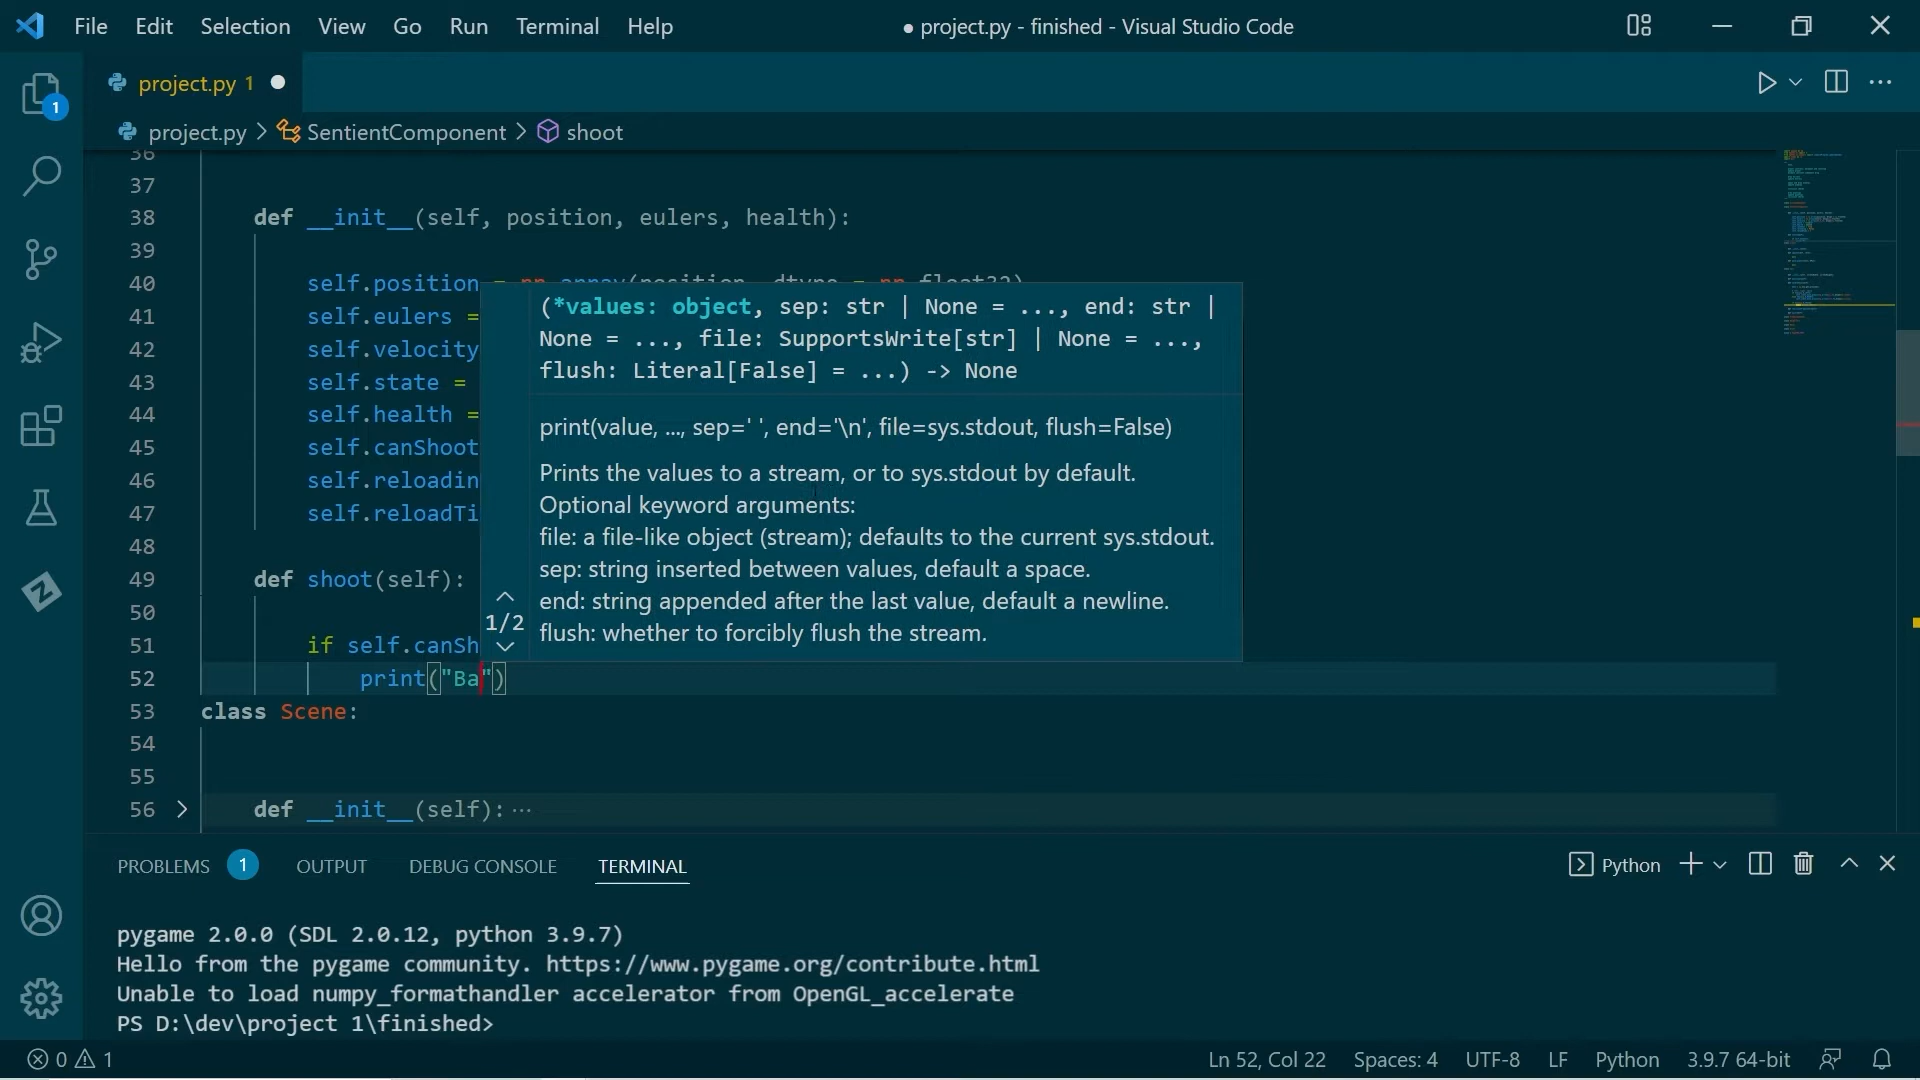 File Edit Selection View Go Run Terminal Help
● project.py - finished - Visual Studio Code
1
project.py 1 ●
project.py > SentientComponent > shoot
36
37
38 def __init__(self, position, eulers, health):
39
40 self.position = np.array(position, dtype = np.float32)
41 self.eulers =
42 self.velocity
43 self.state =
44 self.health =
45 self.canShoot
46 self.reloadin
47 self.reloadTi
48
49 def shoot(self):
50
51 if self.canSh
52 print("Ba")
53 class Scene:
54
55
56 > def __init__(self): ···
(*values: object, sep: str | None = ..., end: str |
None = ..., file: SupportsWrite[str] | None = ...,
flush: Literal[False] = ...) -> None
print(value, ..., sep=' ', end='\n', file=sys.stdout, flush=False)
Prints the values to a stream, or to sys.stdout by default.
Optional keyword arguments:
file: a file-like object (stream); defaults to the current sys.stdout.
sep: string inserted between values, default a space.
end: string appended after the last value, default a newline.
flush: whether to forcibly flush the stream.
1/2
PROBLEMS 1 OUTPUT DEBUG CONSOLE TERMINAL
Python
pygame 2.0.0 (SDL 2.0.12, python 3.9.7)
Hello from the pygame community. https://www.pygame.org/contribute.html
Unable to load numpy_formathandler accelerator from OpenGL_accelerate
PS D:\dev\project 1\finished>
0 1
Ln 52, Col 22 Spaces: 4 UTF-8 LF Python 3.9.7 64-bit